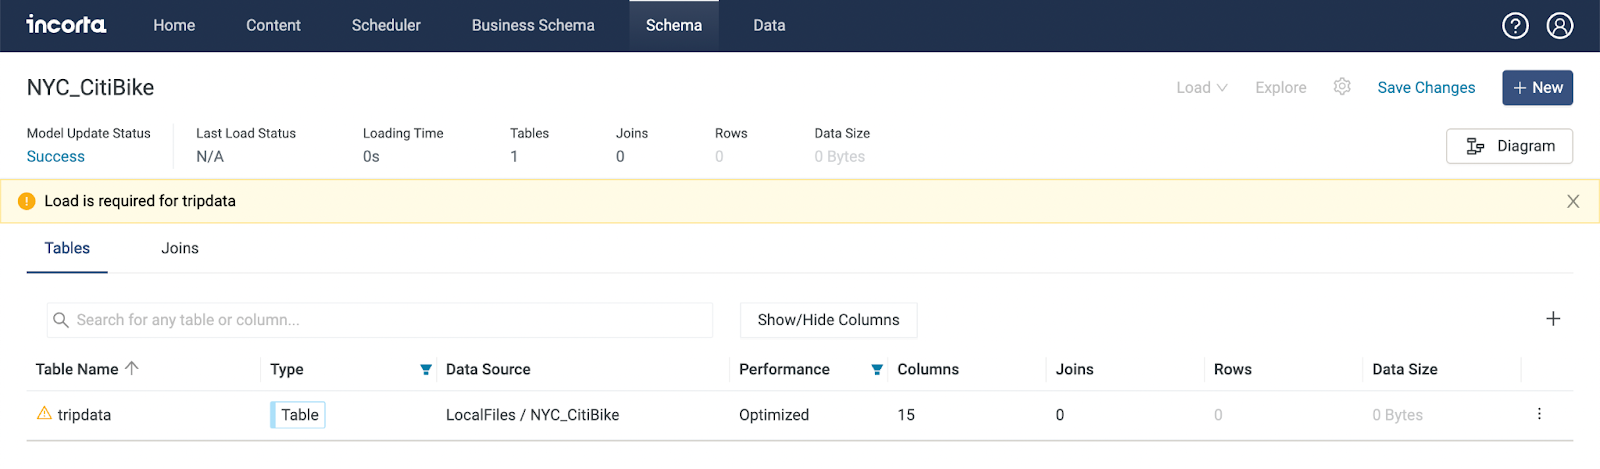 incorta Home Content Scheduler Business Schema Schema Data
NYC_CitiBike Load Explore Save Changes + New
Model Update Status Last Load Status Loading Time Tables Joins Rows Data Size
Success N/A 0s 1 0 0 0 Bytes Diagram
Load is required for tripdata
Tables Joins
Search for any table or column... Show/Hide Columns
Table Name Type Data Source Performance Columns Joins Rows Data Size
tripdata Table LocalFiles / NYC_CitiBike Optimized 15 0 0 0 Bytes